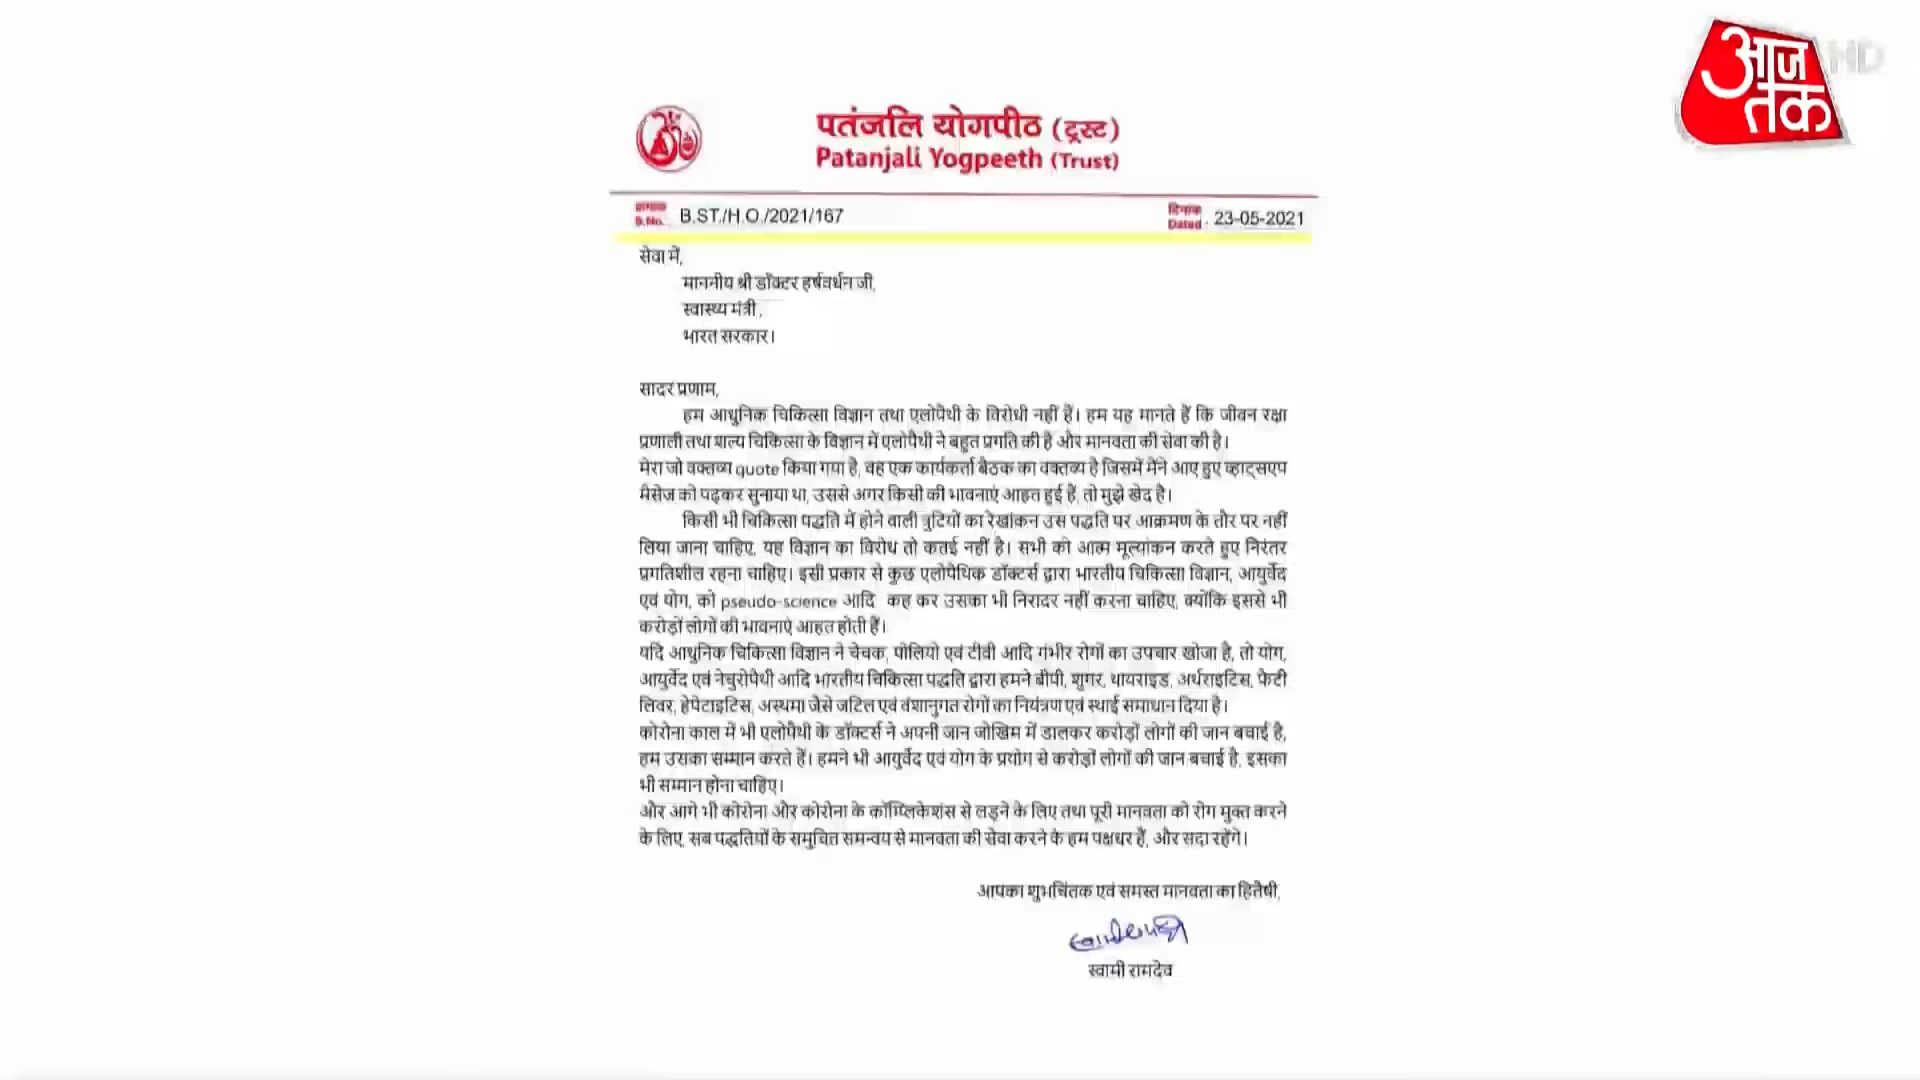 आज
तक
HD
पतंजलि योगपीठ (ट्रस्ट)
Patanjali Yogpeeth (Trust)
क्रमांक
S.No. B.ST./H.O./2021/167
दिनांक
Dated : 23-05-2021
सेवा में,
माननीय श्री डॉक्टर हर्षवर्धन जी,
स्वास्थ्य मंत्री,
भारत सरकार।
सादर प्रणाम,
हम आधुनिक चिकित्सा विज्ञान तथा एलोपैथी के विरोधी नहीं हैं। हम यह मानते हैं कि जीवन रक्षा
प्रणाली तथा शल्य चिकित्सा के विज्ञान में एलोपैथी ने बहुत प्रगति की है और मानवता की सेवा की है।
मेरा जो वक्तव्य quote किया गया है, वह एक कार्यकर्ता बैठक का वक्तव्य है जिसमें मैंने आए हुए व्हाट्सएप
मैसेज को पढ़कर सुनाया था, उससे अगर किसी की भावनाएं आहत हुई हैं, तो मुझे खेद है।
किसी भी चिकित्सा पद्धति में होने वाली त्रुटियों का रेखांकन उस पद्धति पर आक्रमण के तौर पर नहीं
लिया जाना चाहिए, यह विज्ञान का विरोध तो कतई नहीं है। सभी को आत्म मूल्यांकन करते हुए निरंतर
प्रगतिशील रहना चाहिए। इसी प्रकार से कुछ एलोपैथिक डॉक्टर्स द्वारा भारतीय चिकित्सा विज्ञान, आयुर्वेद
एवं योग, को pseudo-science आदि कह कर उसका भी निरादर नहीं करना चाहिए, क्योंकि इससे भी
करोड़ों लोगों की भावनाएं आहत होती हैं।
यदि आधुनिक चिकित्सा विज्ञान ने चेचक, पोलियो एवं टीवी आदि गंभीर रोगों का उपचार खोजा है, तो योग,
आयुर्वेद एवं नेचुरोपैथी आदि भारतीय चिकित्सा पद्धति द्वारा हमने बीपी, शुगर, थायराइड, अर्थराइटिस, फैटी
लिवर, हेपेटाइटिस, अस्थमा जैसे जटिल एवं वंशानुगत रोगों का नियंत्रण एवं स्थाई समाधान दिया है।
कोरोना काल में भी एलोपैथी के डॉक्टर्स ने अपनी जान जोखिम में डालकर करोड़ों लोगों की जान बचाई है,
हम उसका सम्मान करते हैं। हमने भी आयुर्वेद एवं योग के प्रयोग से करोड़ों लोगों की जान बचाई है, इसका
भी सम्मान होना चाहिए।
और आगे भी कोरोना और कोरोना के कॉम्प्लिकेशंस से लड़ने के लिए तथा पूरी मानवता को रोग मुक्त करने
के लिए, सब पद्धतियों के समुचित समन्वय से मानवता की सेवा करने के हम पक्षधर हैं, और सदा रहेंगे।
आपका शुभचिंतक एवं समस्त मानवता का हितैषी,
स्वामी रामदेव